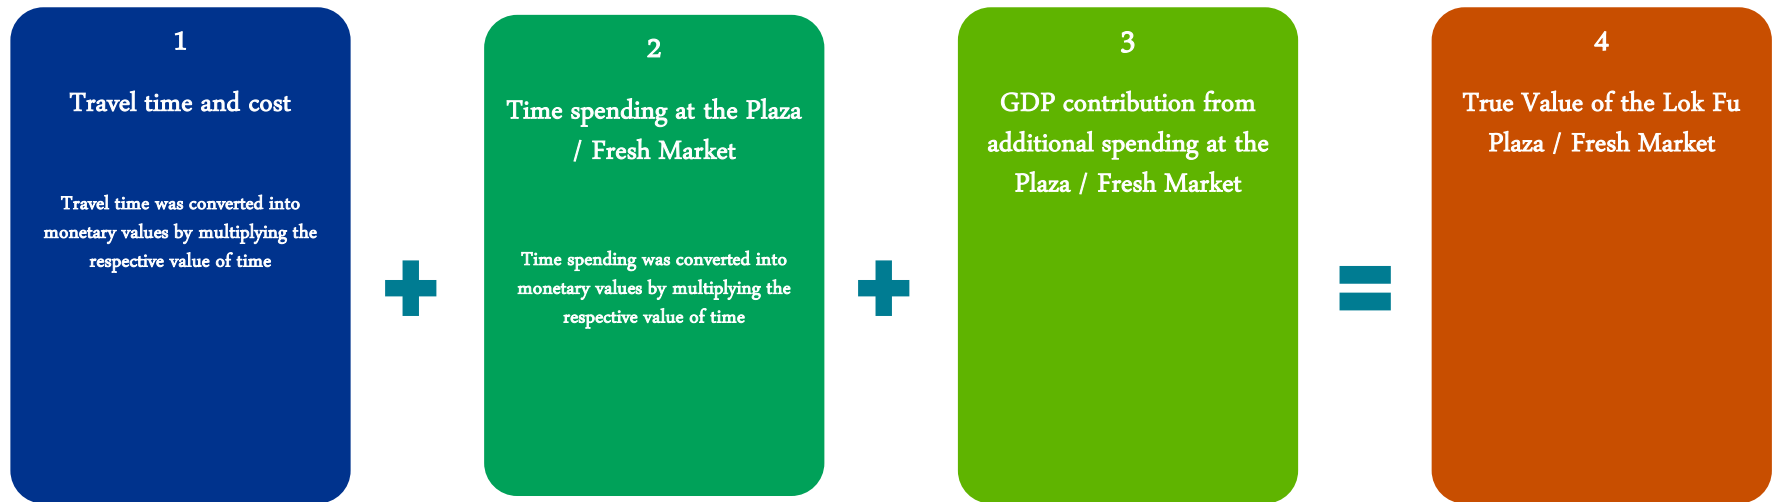 1
Travel time and cost
Travel time was converted into
monetary values by multiplying the
respective value of time
2
Time spending at the Plaza
/ Fresh Market
Time spending was converted into
monetary values by multiplying the
respective value of time
3
GDP contribution from
additional spending at the
Plaza / Fresh Market
4
True Value of the Lok Fu
Plaza / Fresh Market